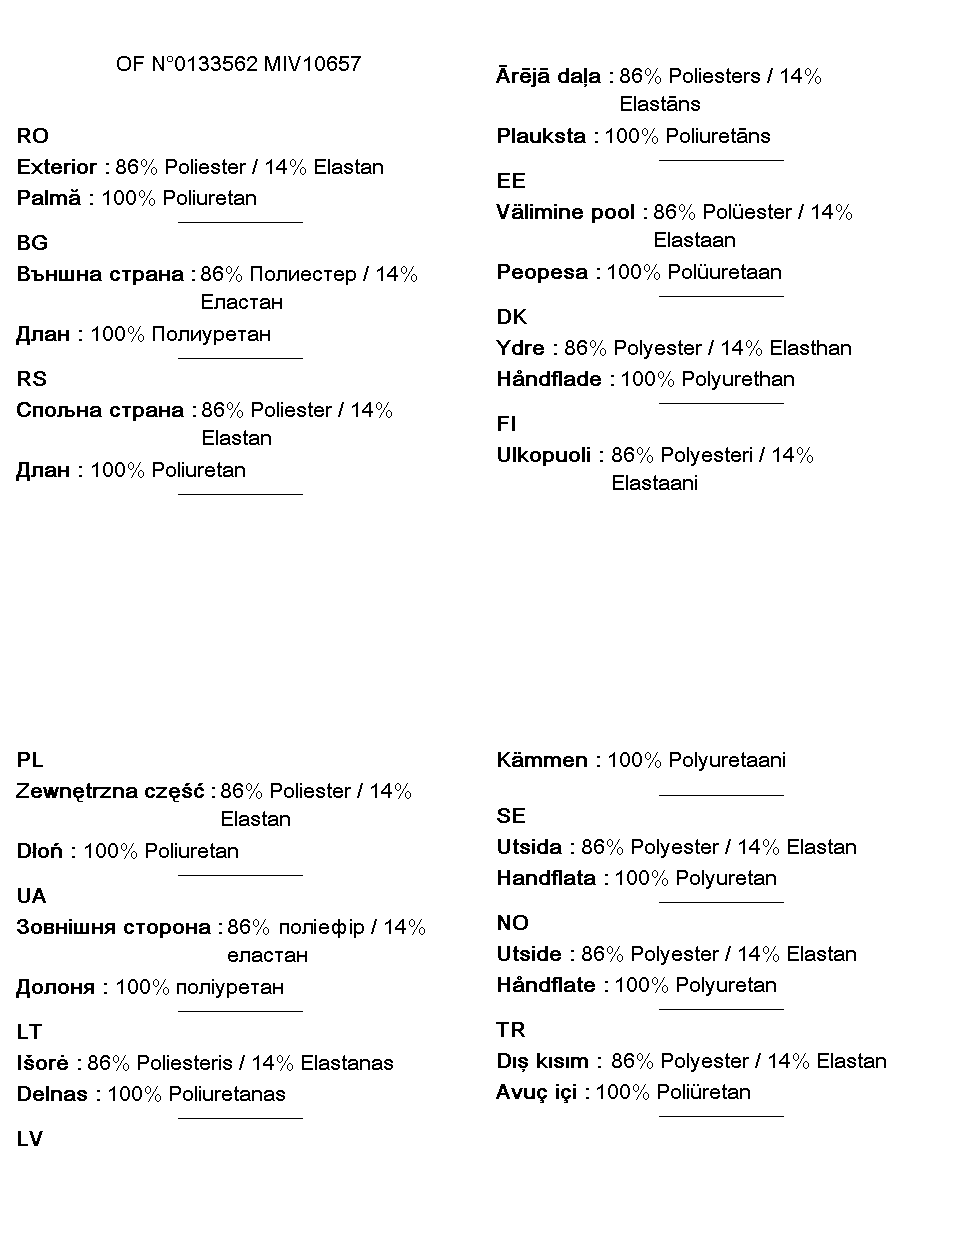 OF N°0133562 MIV10657
RO
Exterior : 86% Poliester / 14% Elastan
Palmă : 100% Poliuretan
BG
Външна страна : 86% Полиестер / 14%
Еластан
Длан : 100% Полиуретан
RS
Спољна страна : 86% Poliester / 14%
Elastan
Длан : 100% Poliuretan
PL
Zewnętrzna część : 86% Poliester / 14%
Elastan
Dłoń : 100% Poliuretan
UA
Зовнішня сторона : 86% поліефір / 14%
еластан
Долоня : 100% поліуретан
LT
Išorė : 86% Poliesteris / 14% Elastanas
Delnas : 100% Poliuretanas
LV
Ārējā daļa : 86% Poliesters / 14%
Elastāns
Plauksta : 100% Poliuretāns
EE
Välimine pool : 86% Polüester / 14%
Elastaan
Peopesa : 100% Polüuretaan
DK
Ydre : 86% Polyester / 14% Elasthan
Håndflade : 100% Polyurethan
FI
Ulkopuoli : 86% Polyesteri / 14%
Elastaani
Kämmen : 100% Polyuretaani
SE
Utsida : 86% Polyester / 14% Elastan
Handflata : 100% Polyuretan
NO
Utside : 86% Polyester / 14% Elastan
Håndflate : 100% Polyuretan
TR
Dış kısım : 86% Polyester / 14% Elastan
Avuç içi : 100% Poliüretan